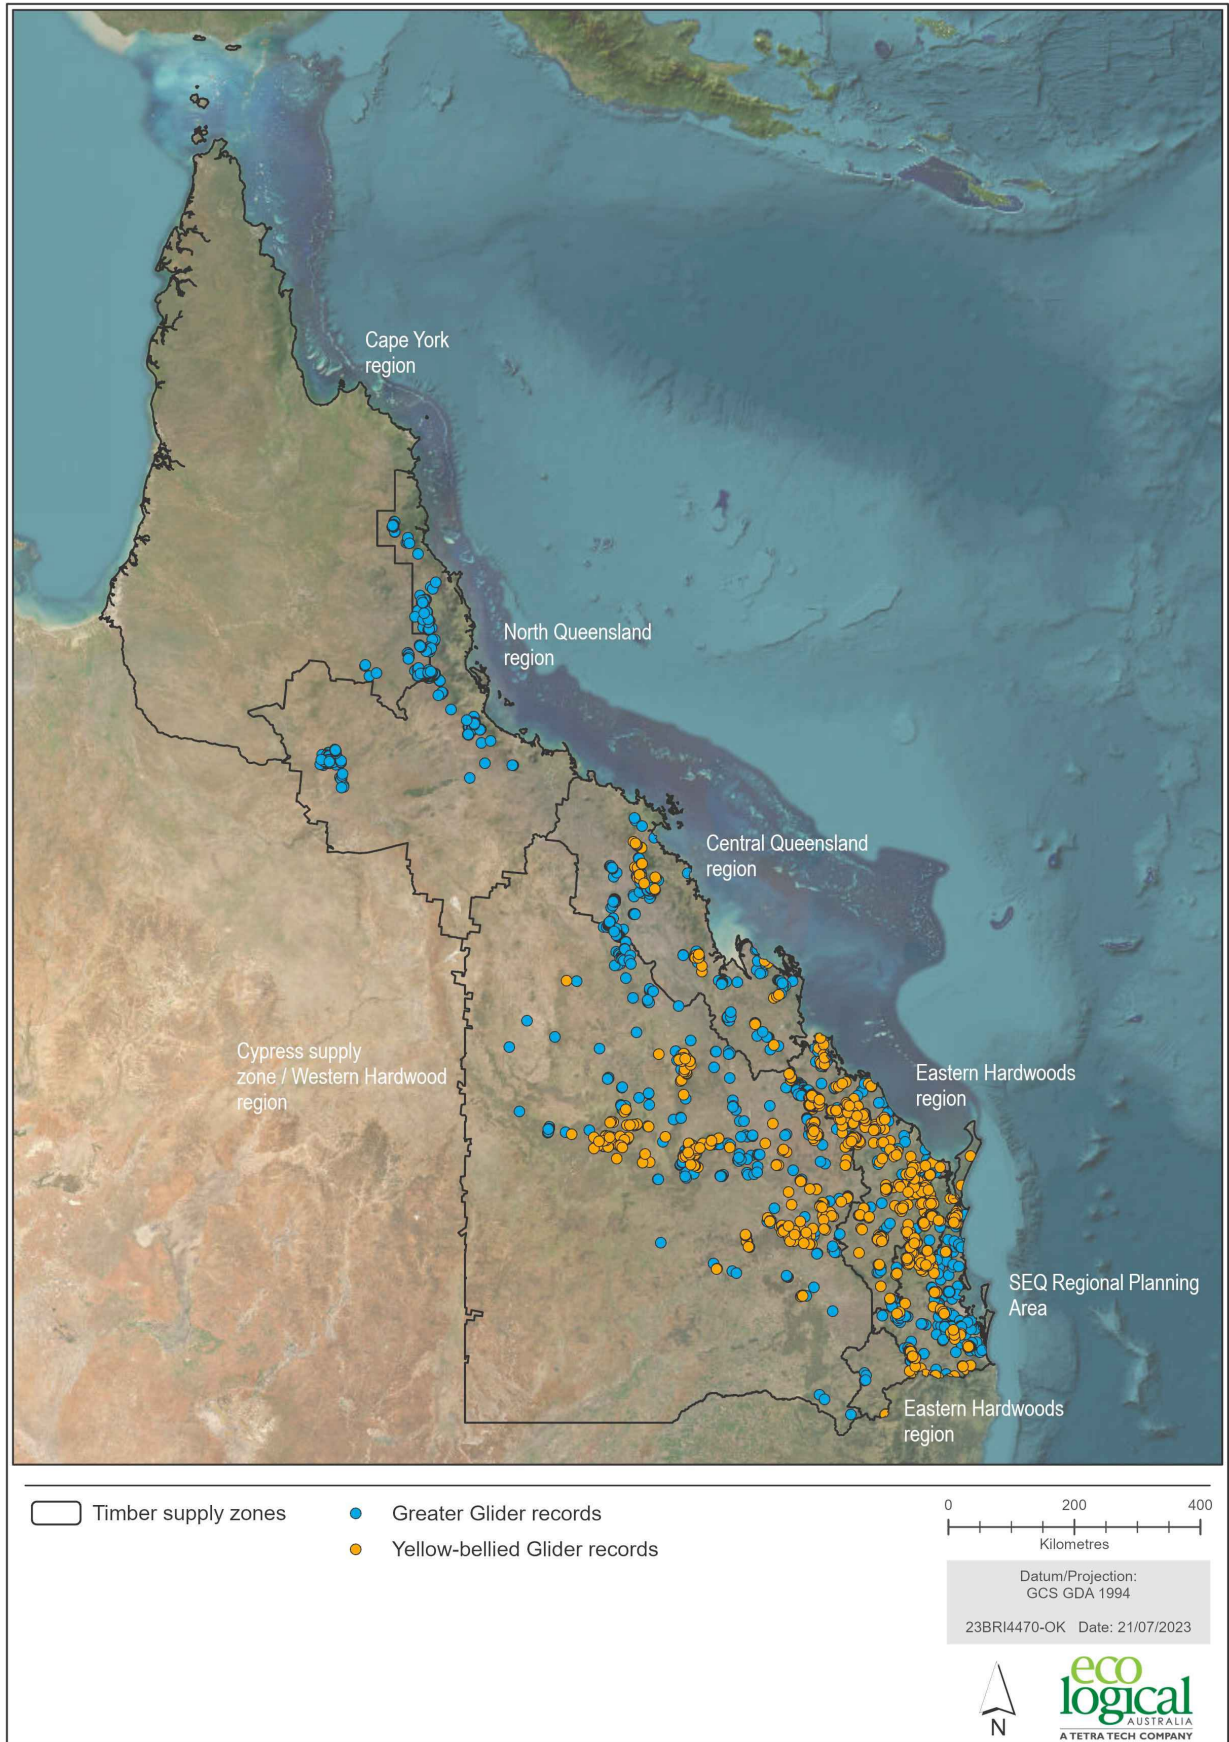 Cape York
region
North Queensland
region
Central Queensland
region
Cypress supply
zone / Western Hardwood
region
Eastern Hardwoods
region
SEQ Regional Planning
Area
Eastern Hardwoods
region
Timber supply zones
Greater Glider records
Yellow-bellied Glider records
0 200 400
Kilometres
Datum/Projection:
GCS GDA 1994
23BRI4470-OK Date: 21/07/2023
N
eco
logical
AUSTRALIA
A TETRA TECH COMPANY